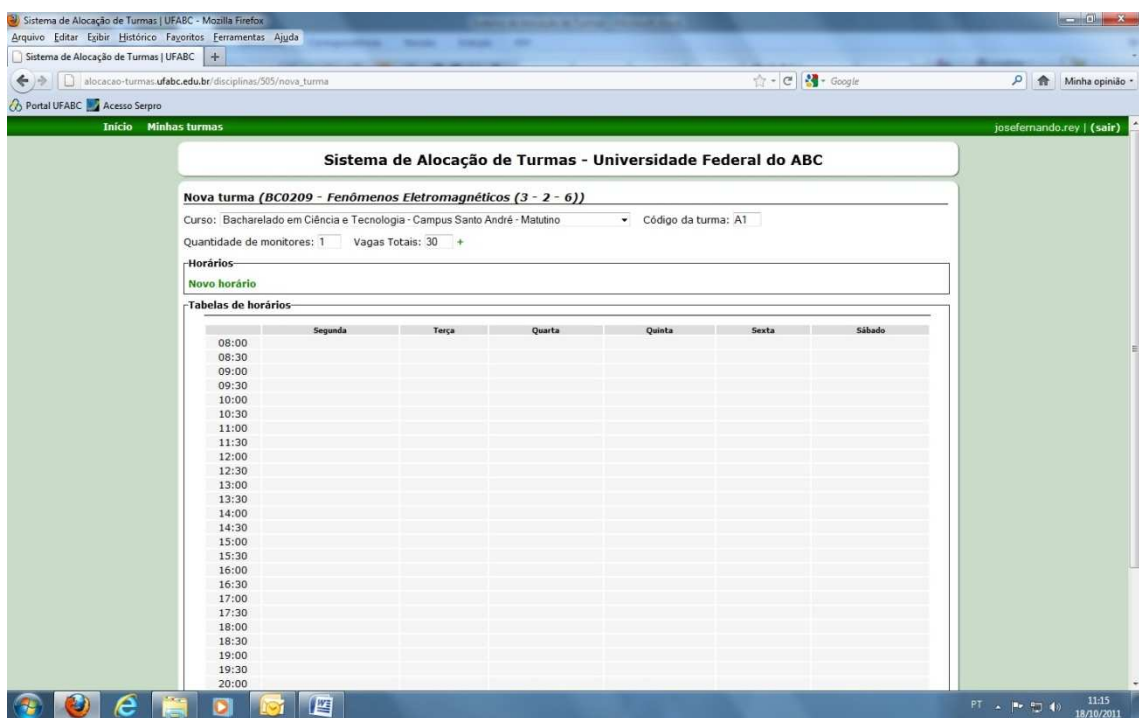 Sistema de Alocação de Turmas | UFABC - Mozilla Firefox
Arquivo Editar Exibir Histórico Favoritos Ferramentas Ajuda
Sistema de Alocação de Turmas | UFABC +
alocacao-turmas.ufabc.edu.br/disciplinas/505/nova_turma Google Minha opinião
Portal UFABC Acesso Serpro
Início Minhas turmas josefernando.rey | (sair)
Sistema de Alocação de Turmas - Universidade Federal do ABC
Nova turma (BC0209 - Fenômenos Eletromagnéticos (3 - 2 - 6))
Curso: Bacharelado em Ciência e Tecnologia - Campus Santo André - Matutino Código da turma: A1
Quantidade de monitores: 1 Vagas Totais: 30 +
Horários
Novo horário
Tabelas de horários
Segunda Terça Quarta Quinta Sexta Sábado
08:00
08:30
09:00
09:30
10:00
10:30
11:00
11:30
12:00
12:30
13:00
13:30
14:00
14:30
15:00
15:30
16:00
16:30
17:00
17:30
18:00
18:30
19:00
19:30
20:00
PT 11:15
18/10/2011